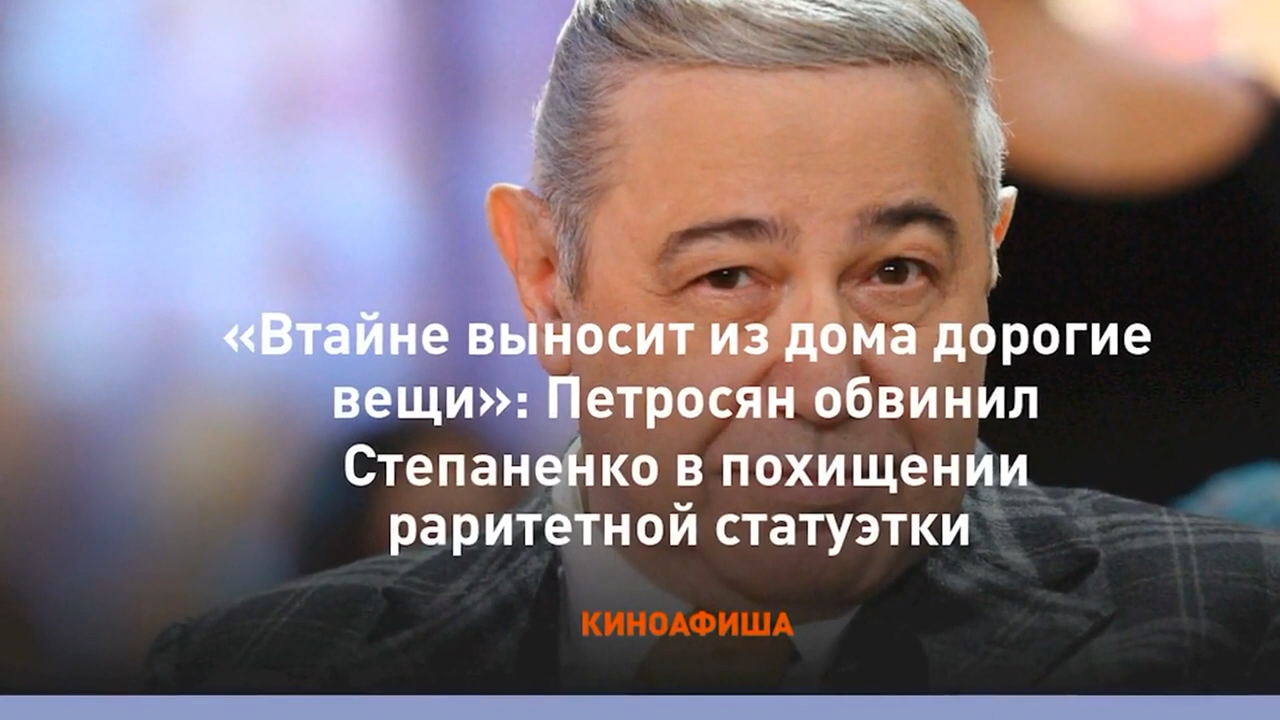 «Втайне выносит из дома дорогие
вещи»: Петросян обвинил
Степаненко в похищении
раритетной статуэтки
КИНОАФИША